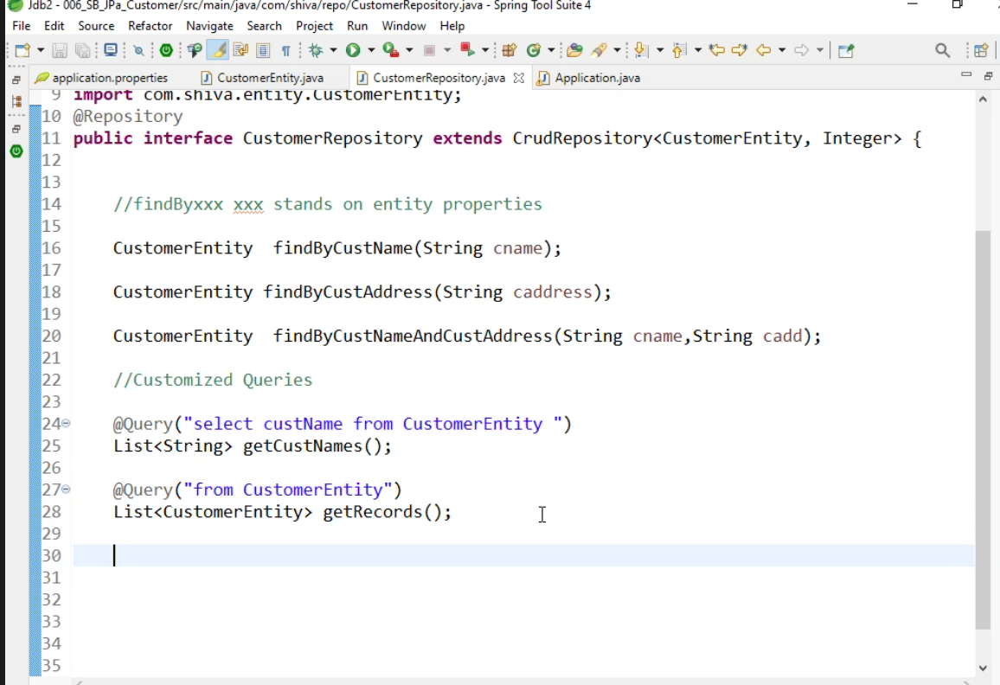 Jdb2 - 006_SB_JPa_Customer/src/main/java/com/shiva/repo/CustomerRepository.java - Spring Tool Suite 4
File Edit Source Refactor Navigate Search Project Run Window Help
application.properties CustomerEntity.java CustomerRepository.java Application.java
9 import com.shiva.entity.CustomerEntity;
10 @Repository
11 public interface CustomerRepository extends CrudRepository<CustomerEntity, Integer> {
12
13
14 //findByxxx xxx stands on entity properties
15
16 CustomerEntity findByCustName(String cname);
17
18 CustomerEntity findByCustAddress(String caddress);
19
20 CustomerEntity findByCustNameAndCustAddress(String cname,String cadd);
21
22 //Customized Queries
23
24 @Query("select custName from CustomerEntity ")
25 List<String> getCustNames();
26
27 @Query("from CustomerEntity")
28 List<CustomerEntity> getRecords();
29
30
31
32
33
34
35